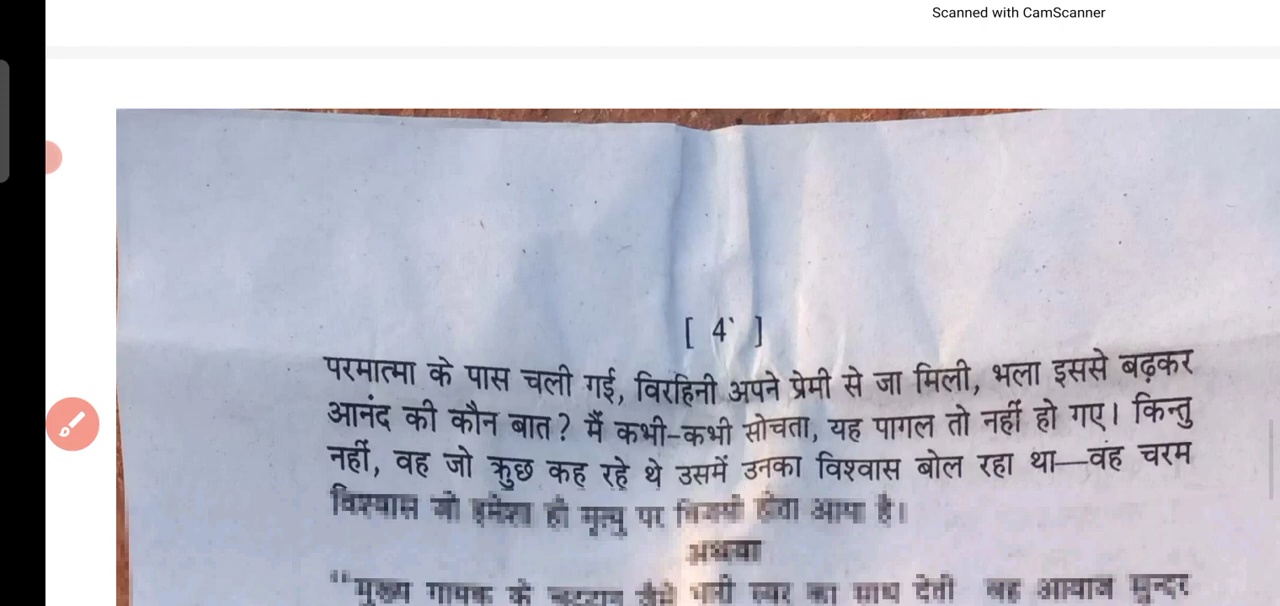 Scanned with CamScanner
[ 4 ]
परमात्मा के पास चली गई, विरहिनी अपने प्रेमी से जा मिली, भला इससे बढ़कर
आनंद की कौन बात? मैं कभी-कभी सोचता, यह पागल तो नहीं हो गए। किन्तु
नहीं, वह जो कुछ कह रहे थे उसमें उनका विश्वास बोल रहा था—वह चरम
विश्वास जो हमेशा ही मृत्यु पर विजयी होता आया है।
अथवा
"मुख्य गायक के चट्टान जैसे भारी स्वर का साथ देती वह आवाज सुन्दर